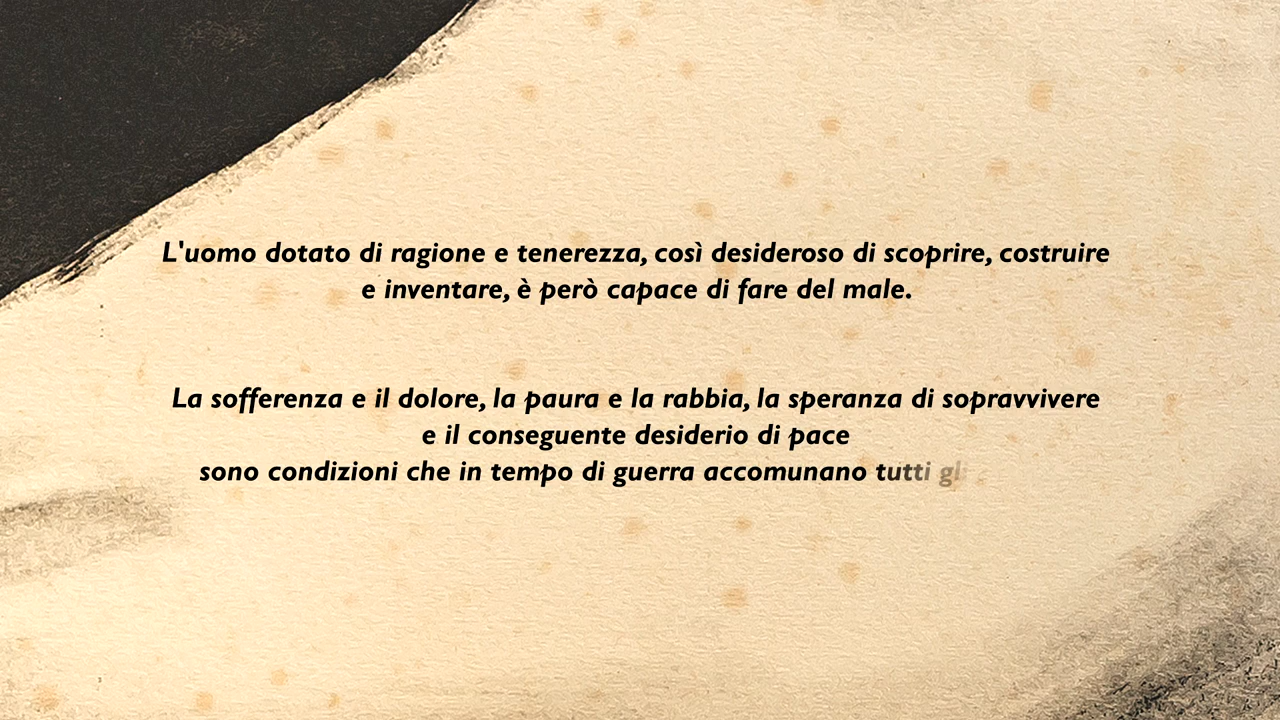 L'uomo dotato di ragione e tenerezza, così desideroso di scoprire, costruire
e inventare, è però capace di fare del male.
La sofferenza e il dolore, la paura e la rabbia, la speranza di sopravvivere
e il conseguente desiderio di pace
sono condizioni che in tempo di guerra accomunano tutti gli